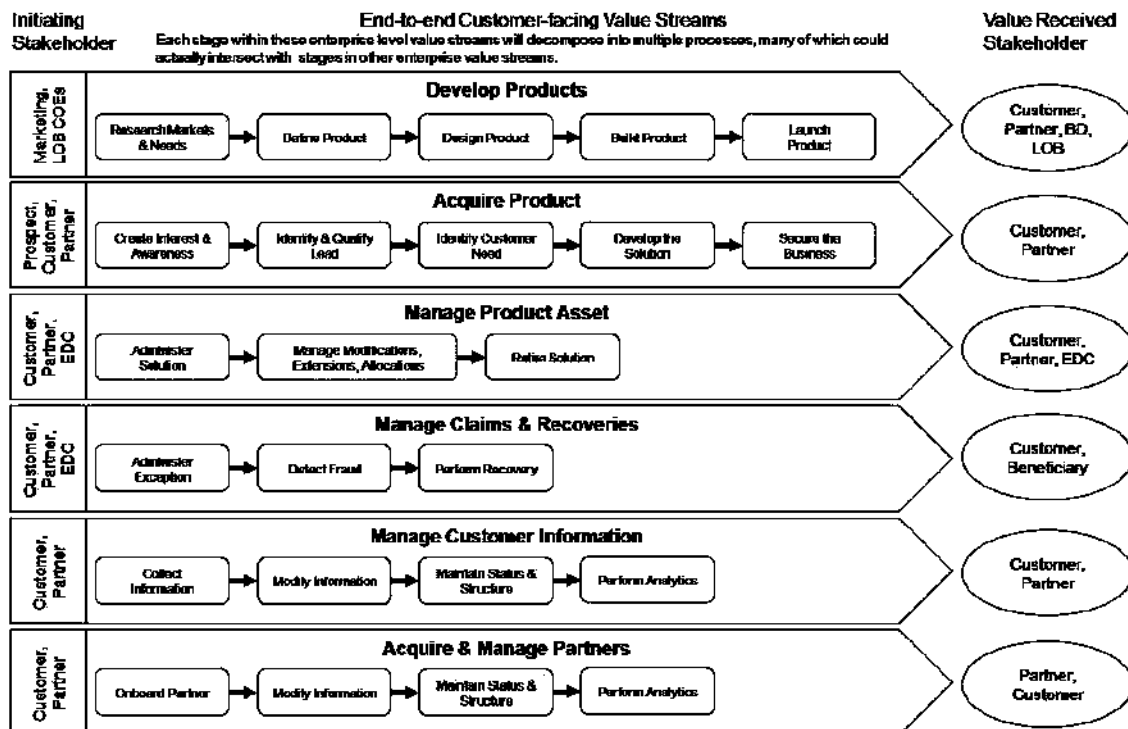 Initiating
Stakeholder
End-to-end Customer-facing Value Streams
Each stage within these enterprise level value streams will decompose into multiple processes, many of which could
actually intersect with stages in other enterprise value streams.
Value Received
Stakeholder
Marketing,
LOB COEs
Develop Products
Research Markets
& Needs
Define Product
Design Product
Build Product
Launch
Product
Customer,
Partner, BD,
LOB
Prospect,
Customer,
Partner
Acquire Product
Create Interest &
Awareness
Identify & Qualify
Lead
Identify Customer
Need
Develop the
Solution
Secure the
Business
Customer,
Partner
Customer,
Partner,
EDC
Manage Product Asset
Administer
Solution
Manage Modifications,
Extensions, Allocations
Retire Solution
Customer,
Partner, EDC
Customer,
Partner,
EDC
Manage Claims & Recoveries
Administer
Exception
Detect Fraud
Perform Recovery
Customer,
Beneficiary
Customer,
Partner
Manage Customer Information
Collect
Information
Modify Information
Maintain Status &
Structure
Perform Analytics
Customer,
Partner
Customer,
Partner
Acquire & Manage Partners
Onboard Partner
Modify Information
Maintain Status &
Structure
Perform Analytics
Partner,
Customer